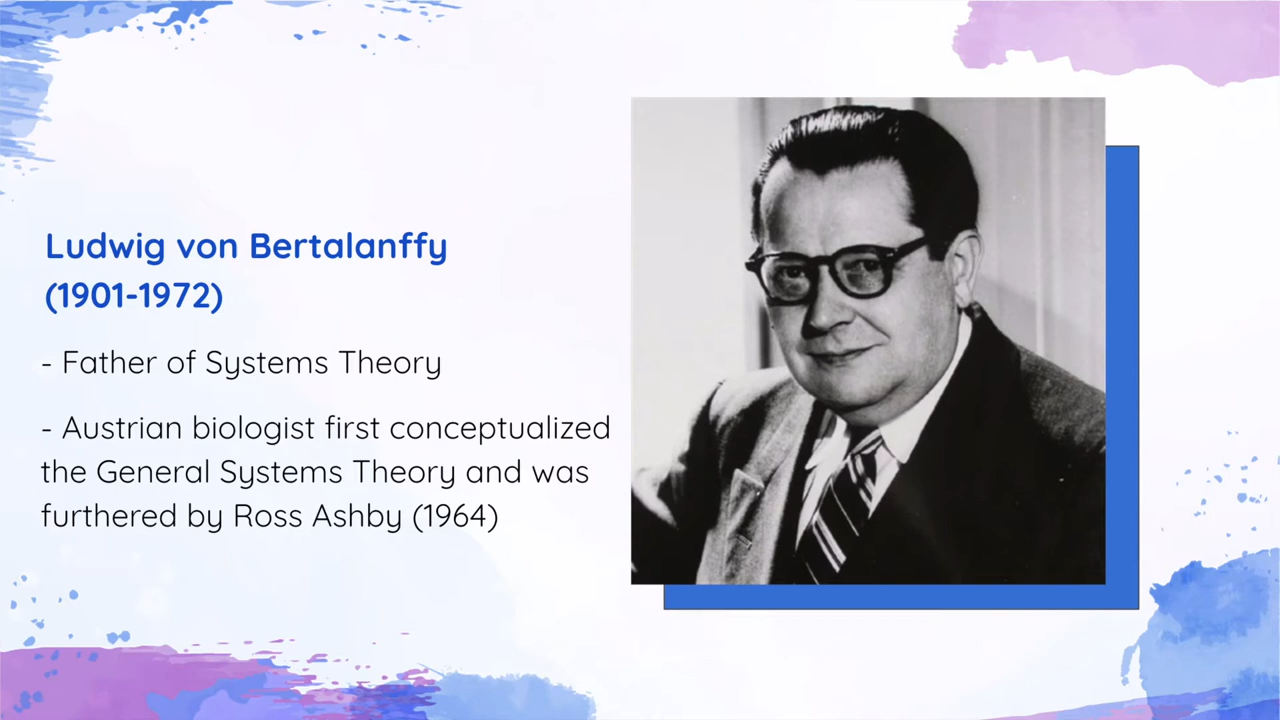 Ludwig von Bertalanffy
(1901-1972)
- Father of Systems Theory
- Austrian biologist first conceptualized
the General Systems Theory and was
furthered by Ross Ashby (1964)